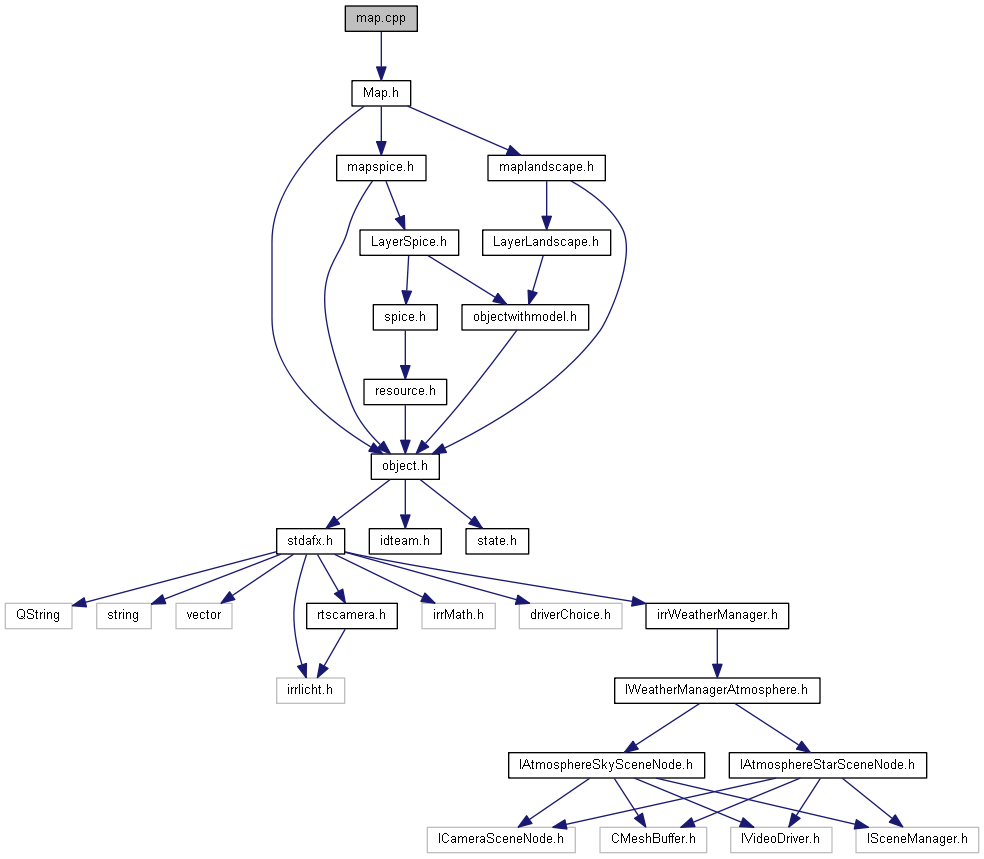 map.cpp
Map.h
mapspice.h
maplandscape.h
LayerSpice.h
LayerLandscape.h
spice.h
objectwithmodel.h
resource.h
object.h
stdafx.h
idteam.h
state.h
QString
string
vector
rtscamera.h
irrMath.h
driverChoice.h
irrWeatherManager.h
irrlicht.h
IWeatherManagerAtmosphere.h
IAtmosphereSkySceneNode.h
IAtmosphereStarSceneNode.h
ICameraSceneNode.h
CMeshBuffer.h
IVideoDriver.h
ISceneManager.h